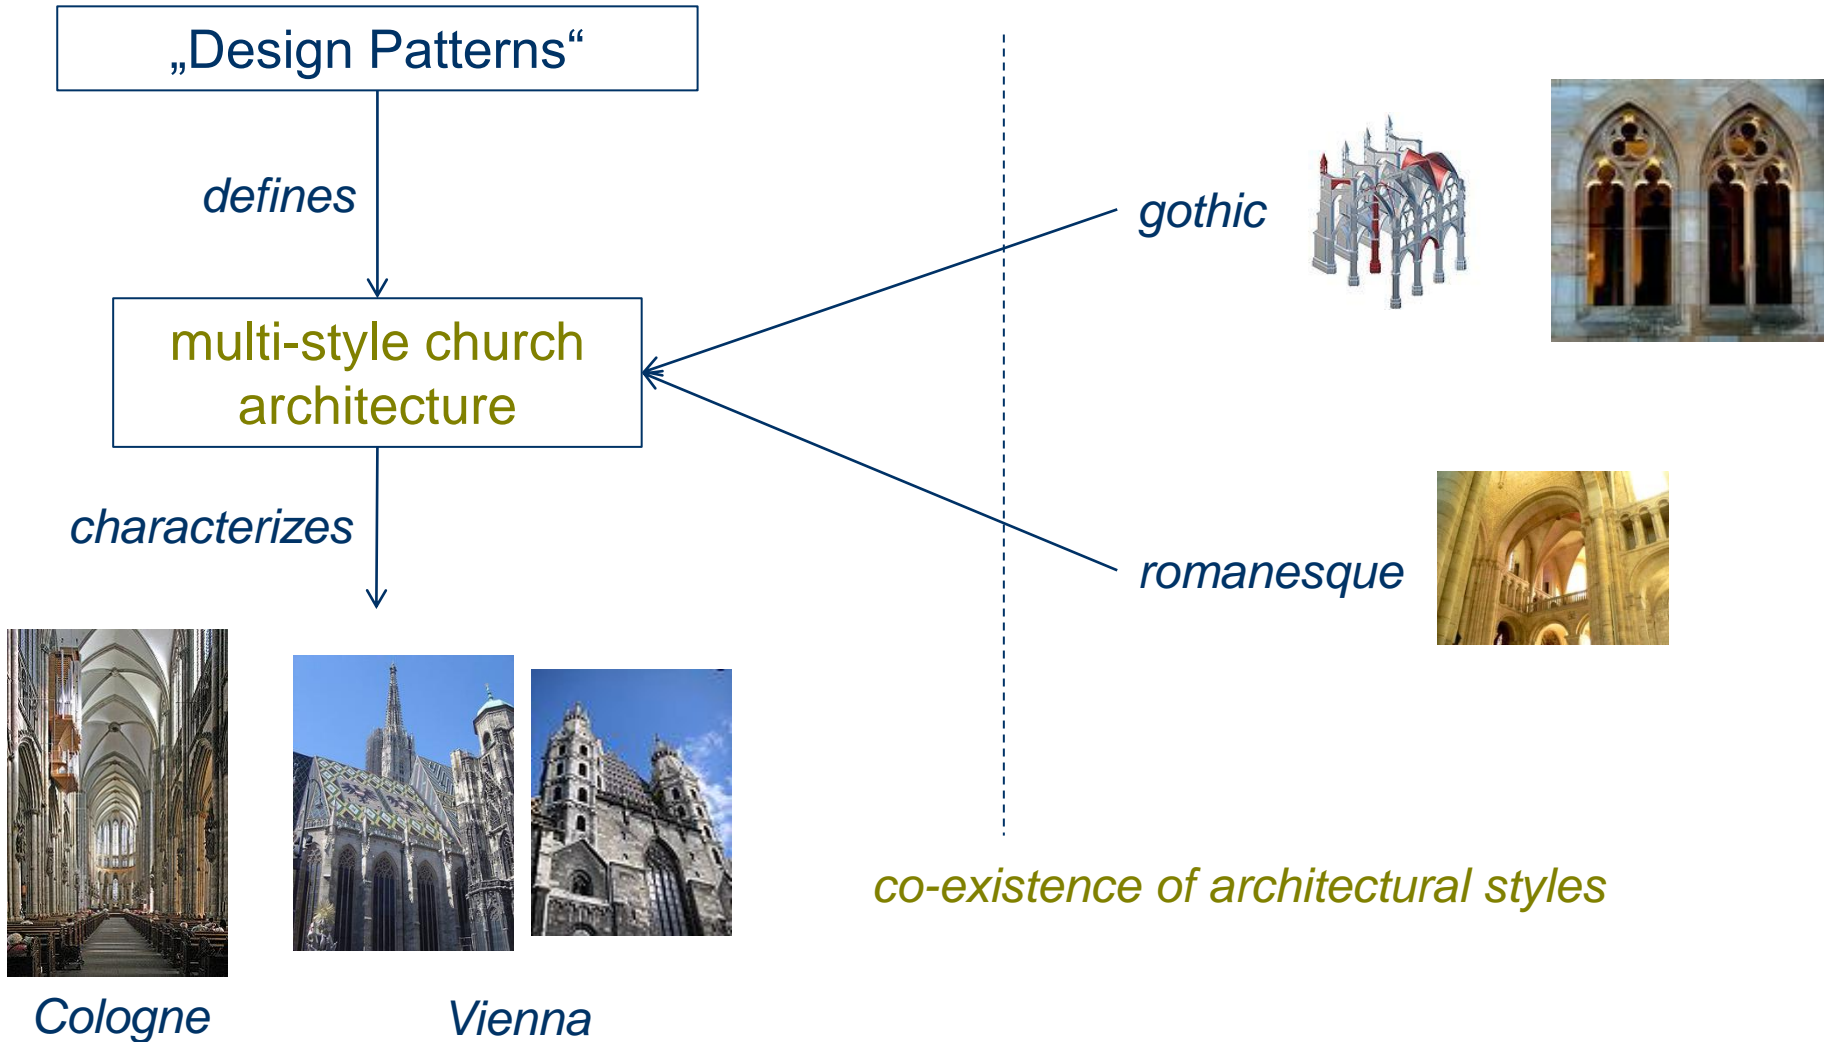 „Design Patterns“
defines
gothic
multi-style church
architecture
characterizes
romanesque
co-existence of architectural styles
Cologne
Vienna